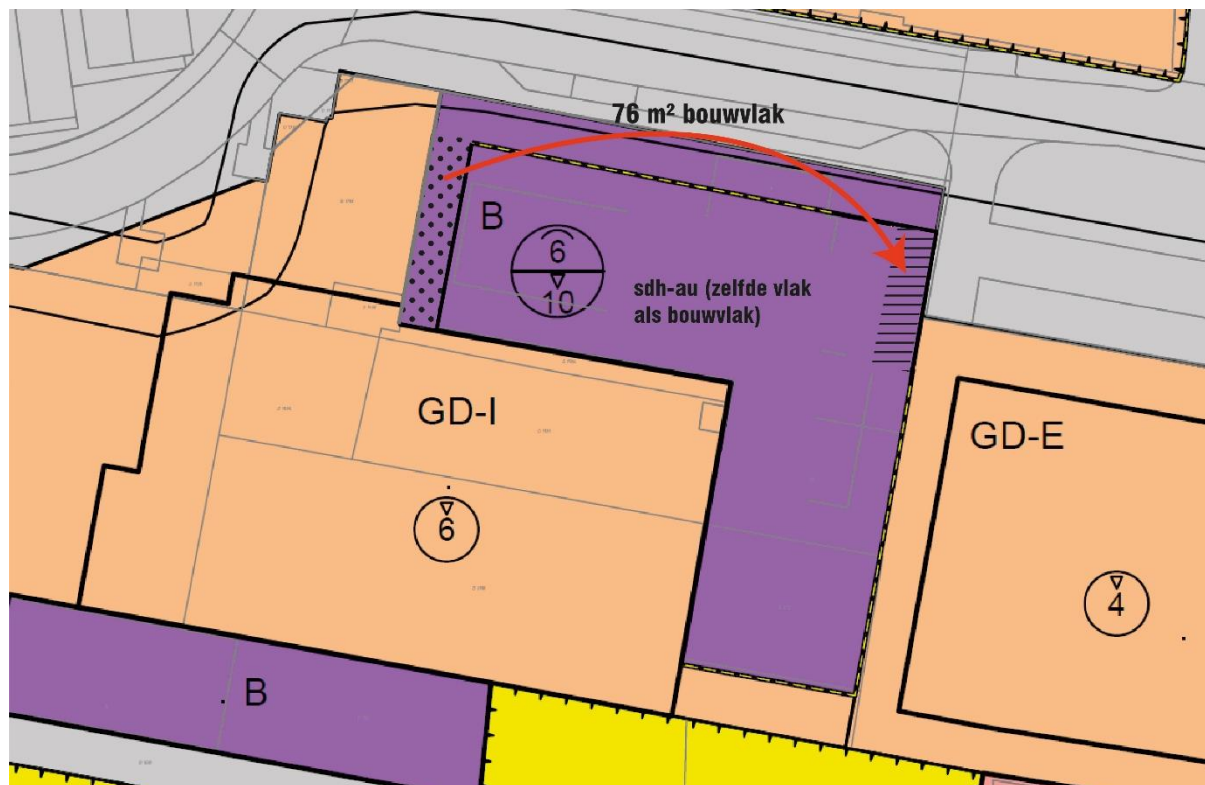 76 m² bouwvlak
B
6
10
sdh-au (zelfde vlak
als bouwvlak)
GD-I
GD-E
6
4
B